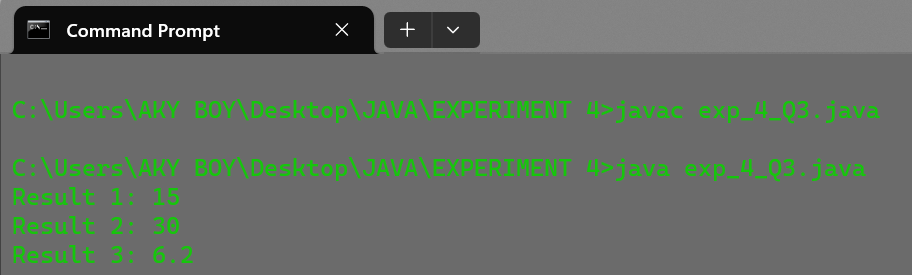 Command Prompt
C:\Users\AKY BOY\Desktop\JAVA\EXPERIMENT 4>javac exp_4_Q3.java
C:\Users\AKY BOY\Desktop\JAVA\EXPERIMENT 4>java exp_4_Q3.java
Result 1: 15
Result 2: 30
Result 3: 6.2